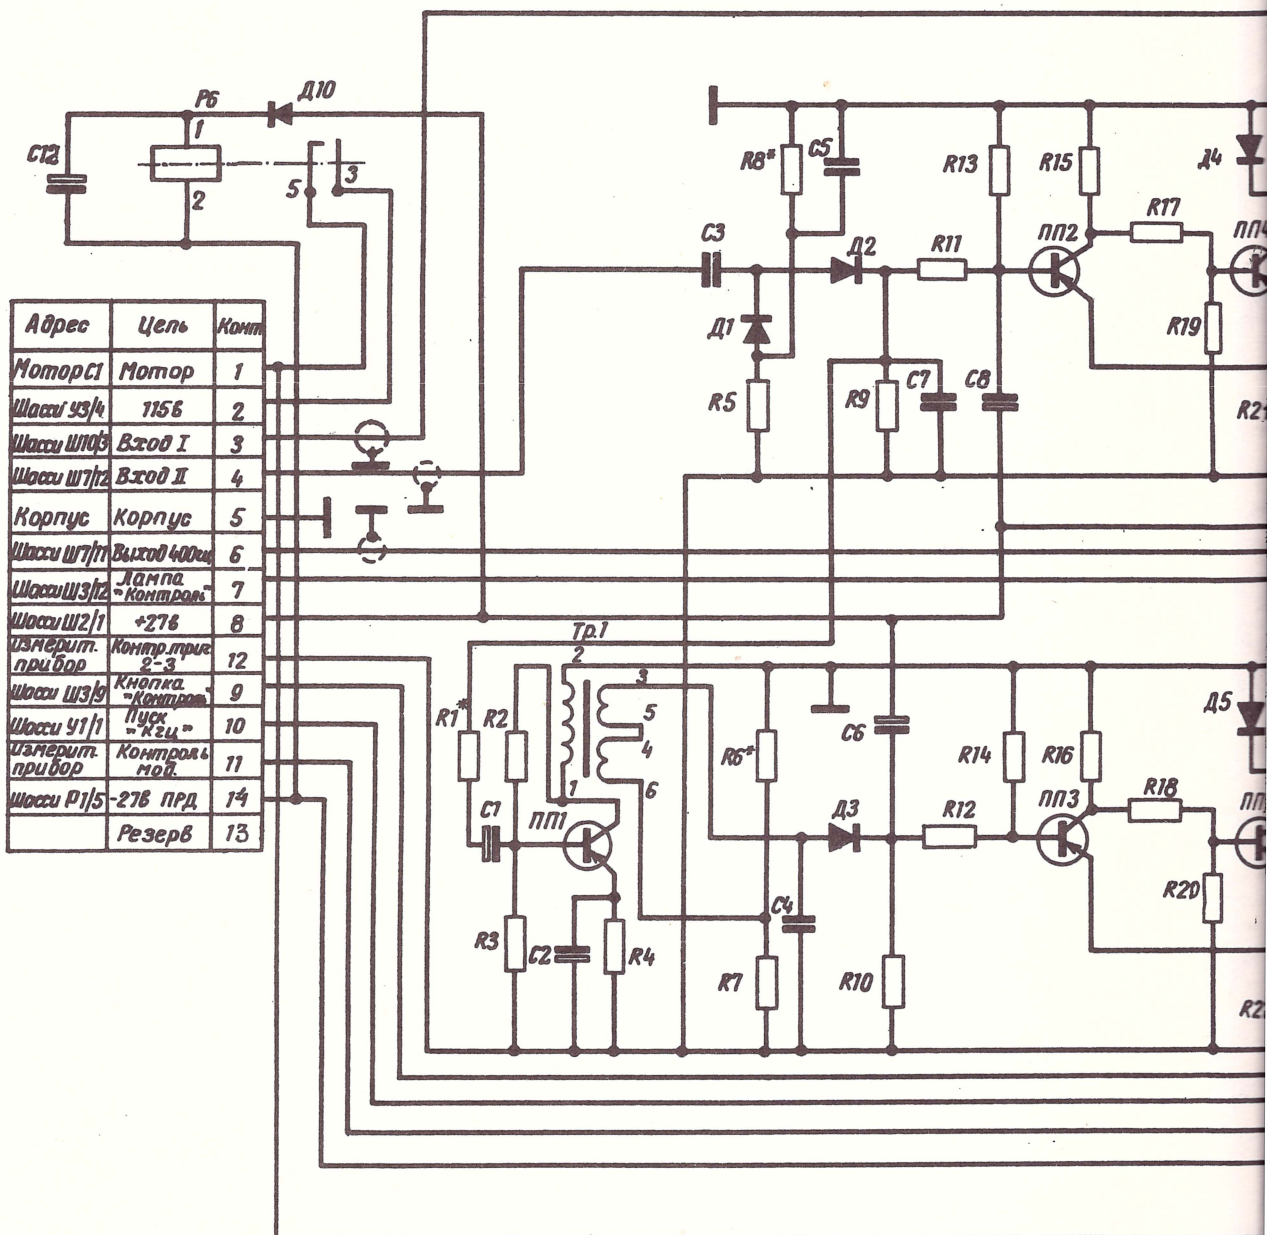 Д10
Р6
1
С12
2
5
3
С5
R8*
R13
R15
Д4
R17
С3
Д2
R11
ПП2
Д1
R19
R5
R9
С7
С8
Адрес Цель Конт
Мотор С1 Мотор 1
Шасси У3/4 115в 2
Шасси Ш10/3 Вход I 3
Шасси Ш7/12 Вход II 4
Корпус Корпус 5
Шасси Ш7/11 Выход 400гц 6
Шасси Ш3/12 Лампа "Контроль" 7
Шасси Ш2/1 +27в 8
Измерит. прибор Контр.триг 2-3 12
Шасси Ш3/9 Кнопка "Контроль" 9
Шасси У1/1 Пуск "Кгц" 10
Измерит. прибор Контроль мод. 11
Шасси Р1/5 -27в ПРД 14
Резерв 13
Тр.1
2
3
5
4
6
1
R1*
R2
С1
ПП1
R3
С2
R4
R6*
R7
С4
Д3
С6
R10
R12
R14
R16
ПП3
R18
R20
Д5